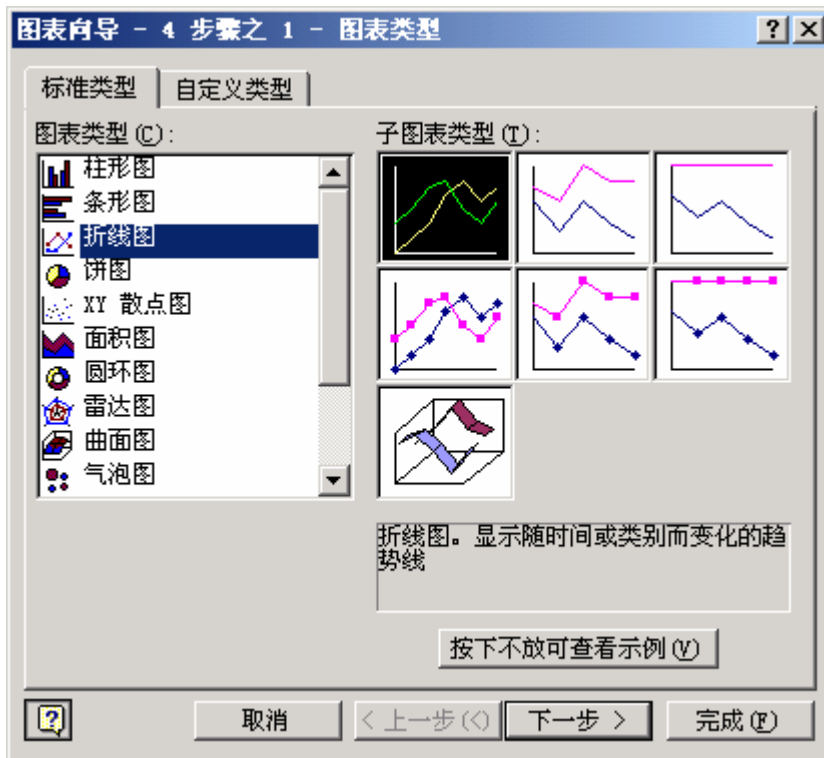 图表向导 - 4 步骤之 1 - 图表类型
标准类型
自定义类型
图表类型(C):
柱形图
条形图
折线图
饼图
XY 散点图
面积图
圆环图
雷达图
曲面图
气泡图
子图表类型(T):
折线图。显示随时间或类别而变化的趋
势线
按下不放可查看示例(V)
取消
< 上一步(<)
下一步 >
完成(F)